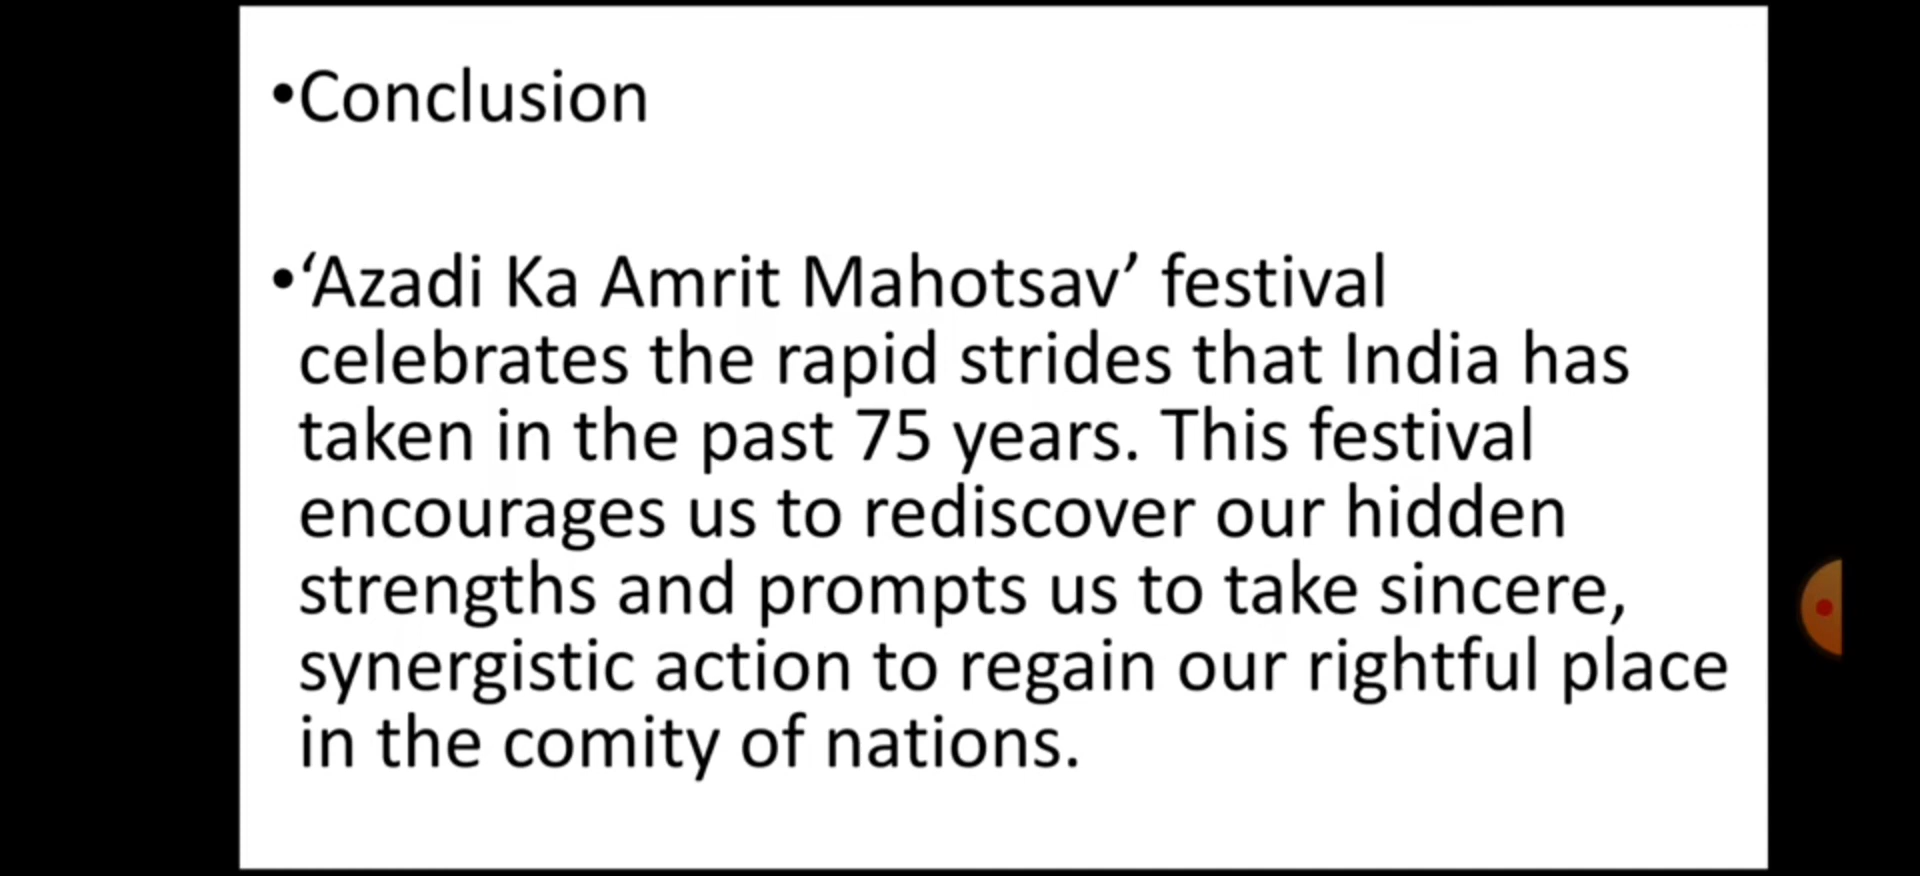 •Conclusion
•‘Azadi Ka Amrit Mahotsav’ festival
celebrates the rapid strides that India has
taken in the past 75 years. This festival
encourages us to rediscover our hidden
strengths and prompts us to take sincere,
synergistic action to regain our rightful place
in the comity of nations.